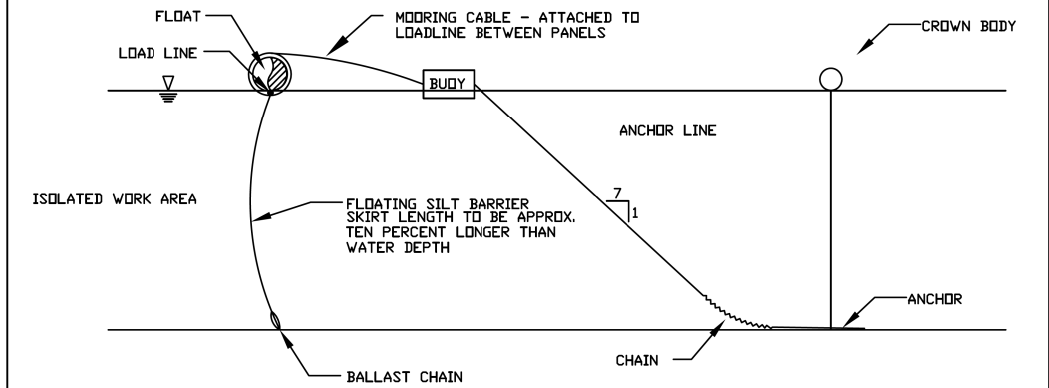 FLOAT
MOORING CABLE - ATTACHED TO
LOADLINE BETWEEN PANELS
CROWN BODY
LOAD LINE
BUOY
ANCHOR LINE
7
1
ISOLATED WORK AREA
FLOATING SILT BARRIER
SKIRT LENGTH TO BE APPROX.
TEN PERCENT LONGER THAN
WATER DEPTH
ANCHOR
CHAIN
BALLAST CHAIN